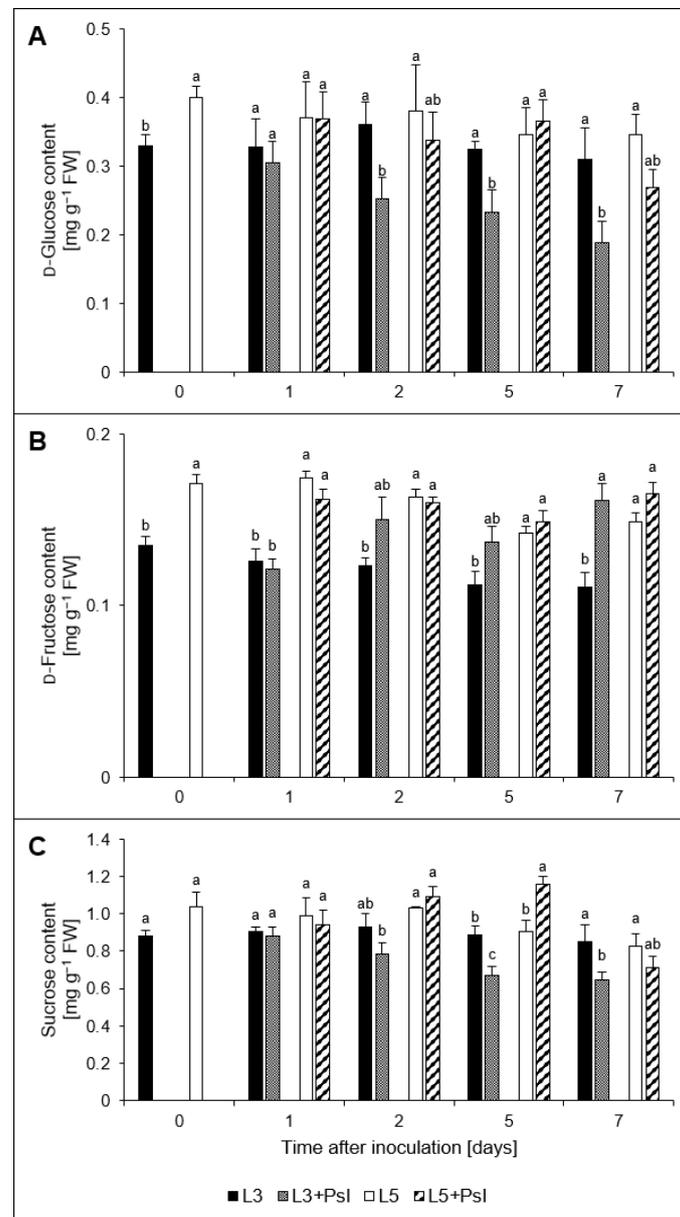 A
0.5
b
a
a
a
a
a
a
b
a
ab
a
b
a
a
a
b
a
ab
0.4
0.3
0.2
0.1
0
D-Glucose content
[mg g⁻¹ FW]
0 1 2 5 7
B
0.2
b
a
b
b
a
a
b
ab
a
a
b
ab
a
a
b
a
a
a
0.1
0
D-Fructose content
[mg g⁻¹ FW]
0 1 2 5 7
C
1.4
a
a
a
a
a
a
ab
b
a
a
b
c
b
a
a
b
a
ab
1.2
1.0
0.8
0.6
0.4
0.2
0
Sucrose content
[mg g⁻¹ FW]
0 1 2 5 7
Time after inoculation [days]
L3 L3+PsI L5 L5+PsI